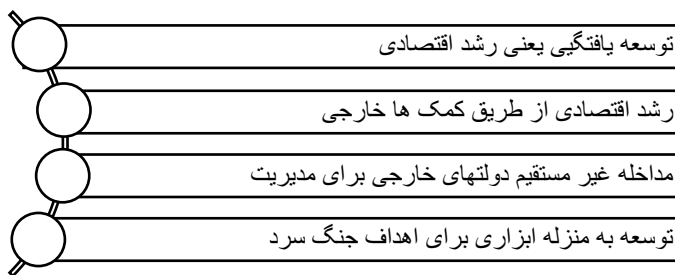 توسعه یافتگیی یعنی رشد اقتصادی
رشد اقتصادی از طریق کمک ها خارجی
مداخله غیر مستقیم دولتهای خارجی برای مدیریت
توسعه به منزله ابزاری برای اهداف جنگ سرد